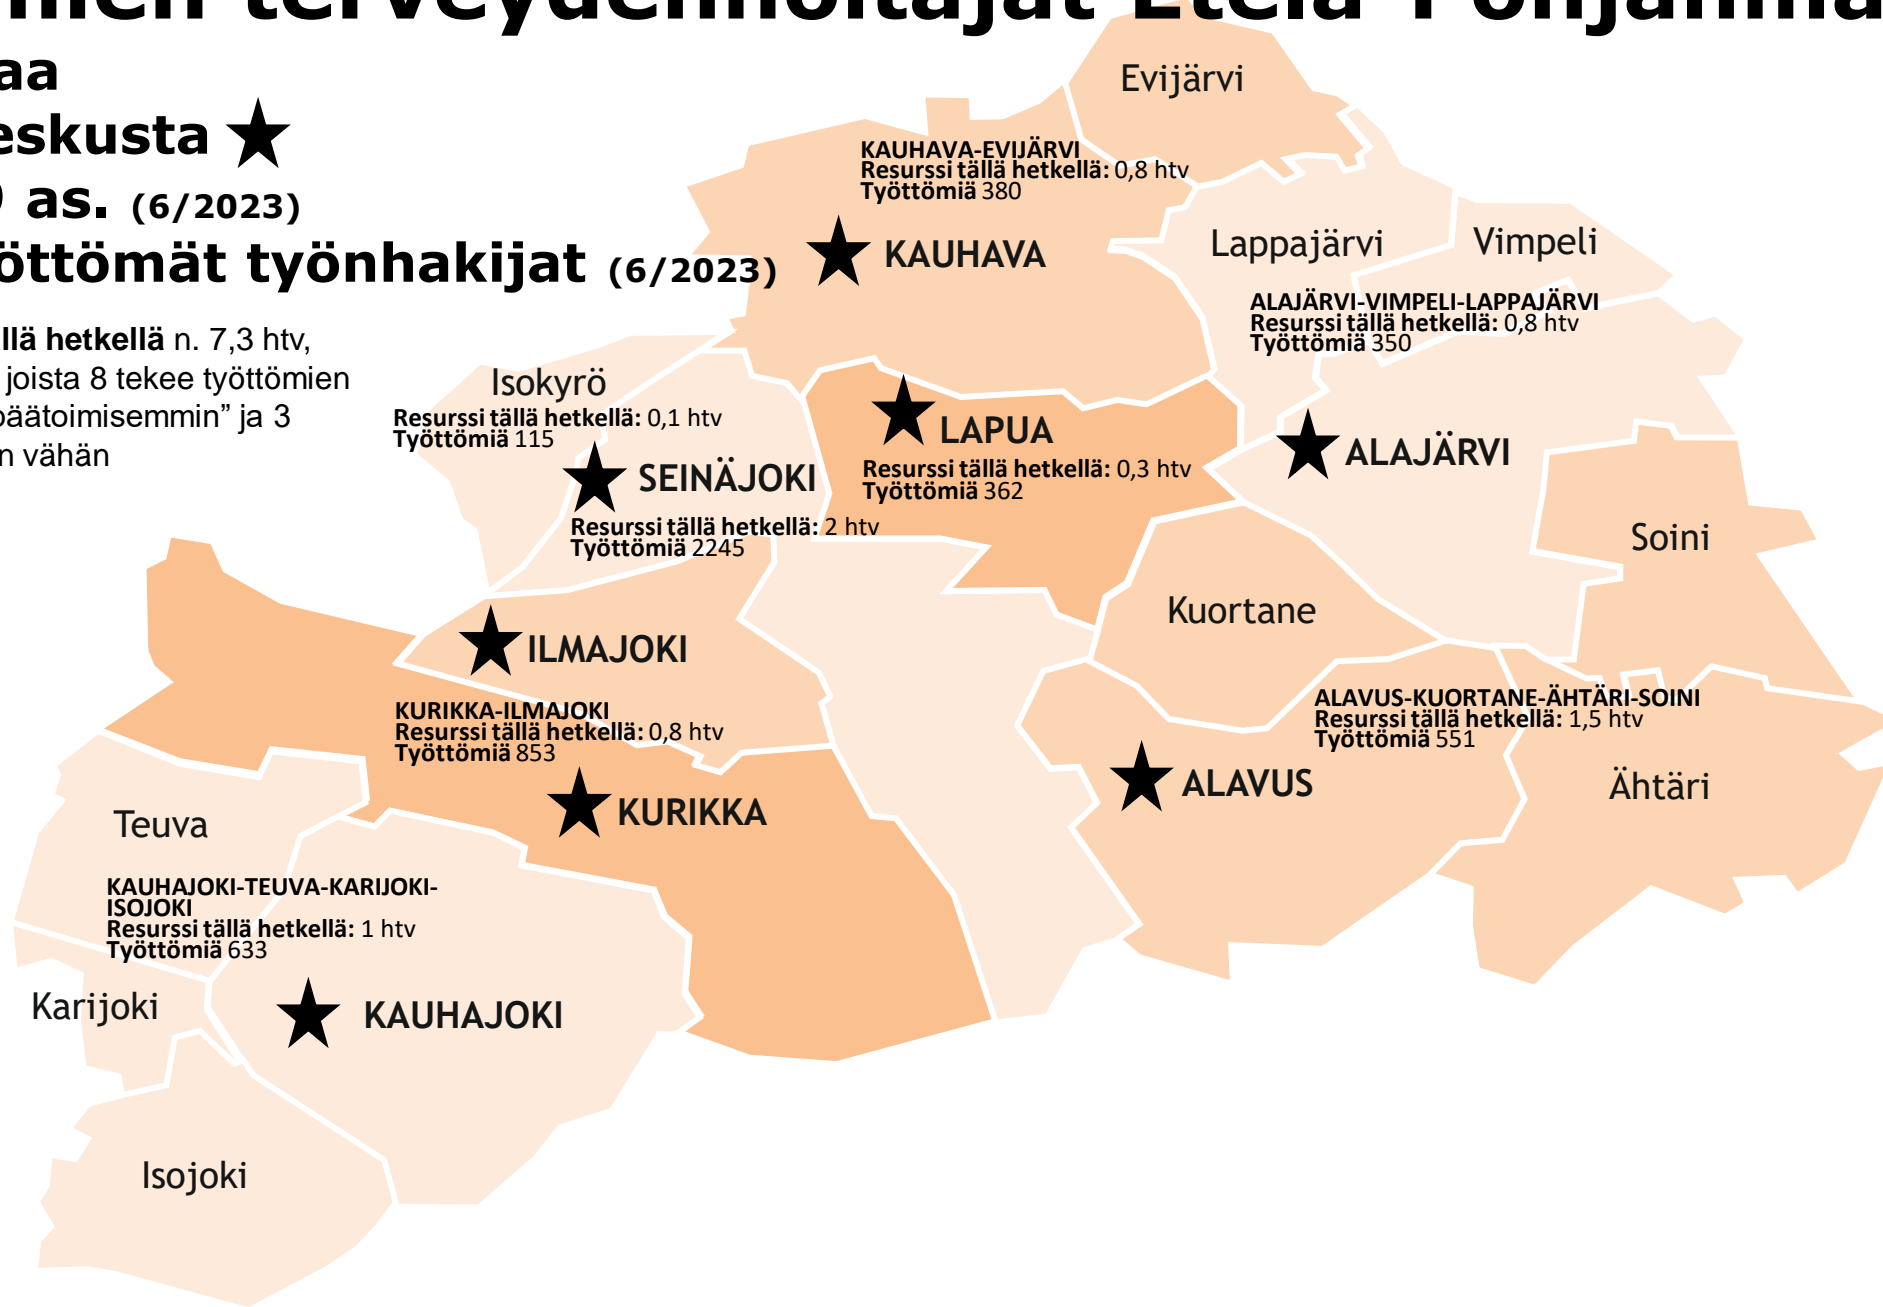 mien terveydenhoitajat Etelä-Pohjanma
aa
eskusta
as. (6/2023)
öttömät työnhakijat (6/2023)
llä hetkellä n. 7,3 htv,
joista 8 tekee työttömien
päätoimisemmin” ja 3
n vähän
Evijärvi
KAUHAVA-EVIJÄRVI
Resurssi tällä hetkellä: 0,8 htv
Työttömiä 380
KAUHAVA
Lappajärvi
Vimpeli
ALAJÄRVI-VIMPELI-LAPPAJÄRVI
Resurssi tällä hetkellä: 0,8 htv
Työttömiä 350
Isokyrö
Resurssi tällä hetkellä: 0,1 htv
Työttömiä 115
LAPUA
Resurssi tällä hetkellä: 0,3 htv
Työttömiä 362
ALAJÄRVI
SEINÄJOKI
Resurssi tällä hetkellä: 2 htv
Työttömiä 2245
Soini
Kuortane
ILMAJOKI
KURIKKA-ILMAJOKI
Resurssi tällä hetkellä: 0,8 htv
Työttömiä 853
ALAVUS-KUORTANE-ÄHTÄRI-SOINI
Resurssi tällä hetkellä: 1,5 htv
Työttömiä 551
ALAVUS
Ähtäri
KURIKKA
Teuva
KAUHAJOKI-TEUVA-KARIJOKI-
ISOJOKI
Resurssi tällä hetkellä: 1 htv
Työttömiä 633
Karijoki
KAUHAJOKI
Isojoki